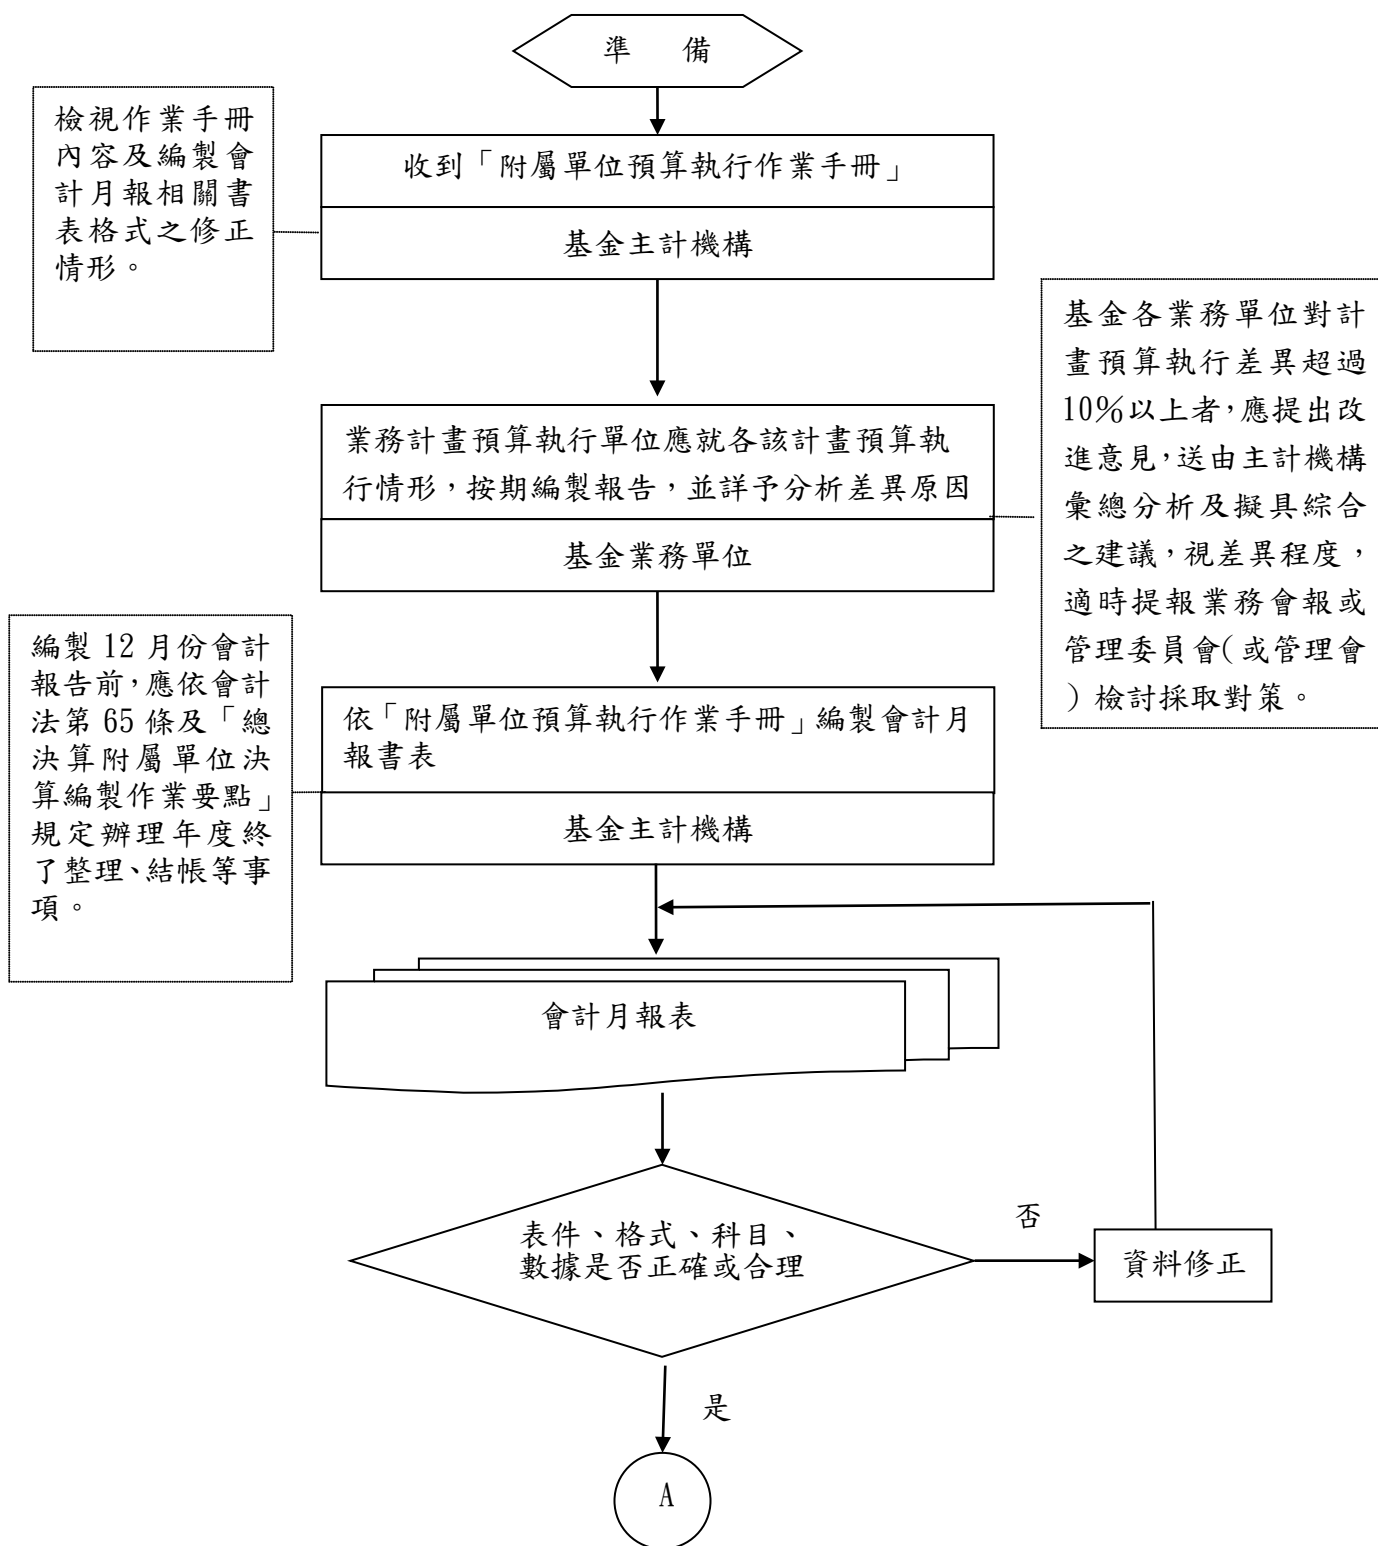 準　備
檢視作業手冊
內容及編製會
計月報相關書
表格式之修正
情形。
收到「附屬單位預算執行作業手冊」
基金主計機構
業務計畫預算執行單位應就各該計畫預算執
行情形，按期編製報告，並詳予分析差異原因
基金業務單位
基金各業務單位對計
畫預算執行差異超過
10%以上者，應提出改
進意見，送由主計機構
彙總分析及擬具綜合
之建議，視差異程度，
適時提報業務會報或
管理委員會(或管理會
)檢討採取對策。
編製 12 月份會計
報告前，應依會計
法第 65 條及「總
決算附屬單位決
算編製作業要點」
規定辦理年度終
了整理、結帳等事
項。
依「附屬單位預算執行作業手冊」編製會計月
報書表
基金主計機構
會計月報表
表件、格式、科目、
數據是否正確或合理
否
資料修正
是
A